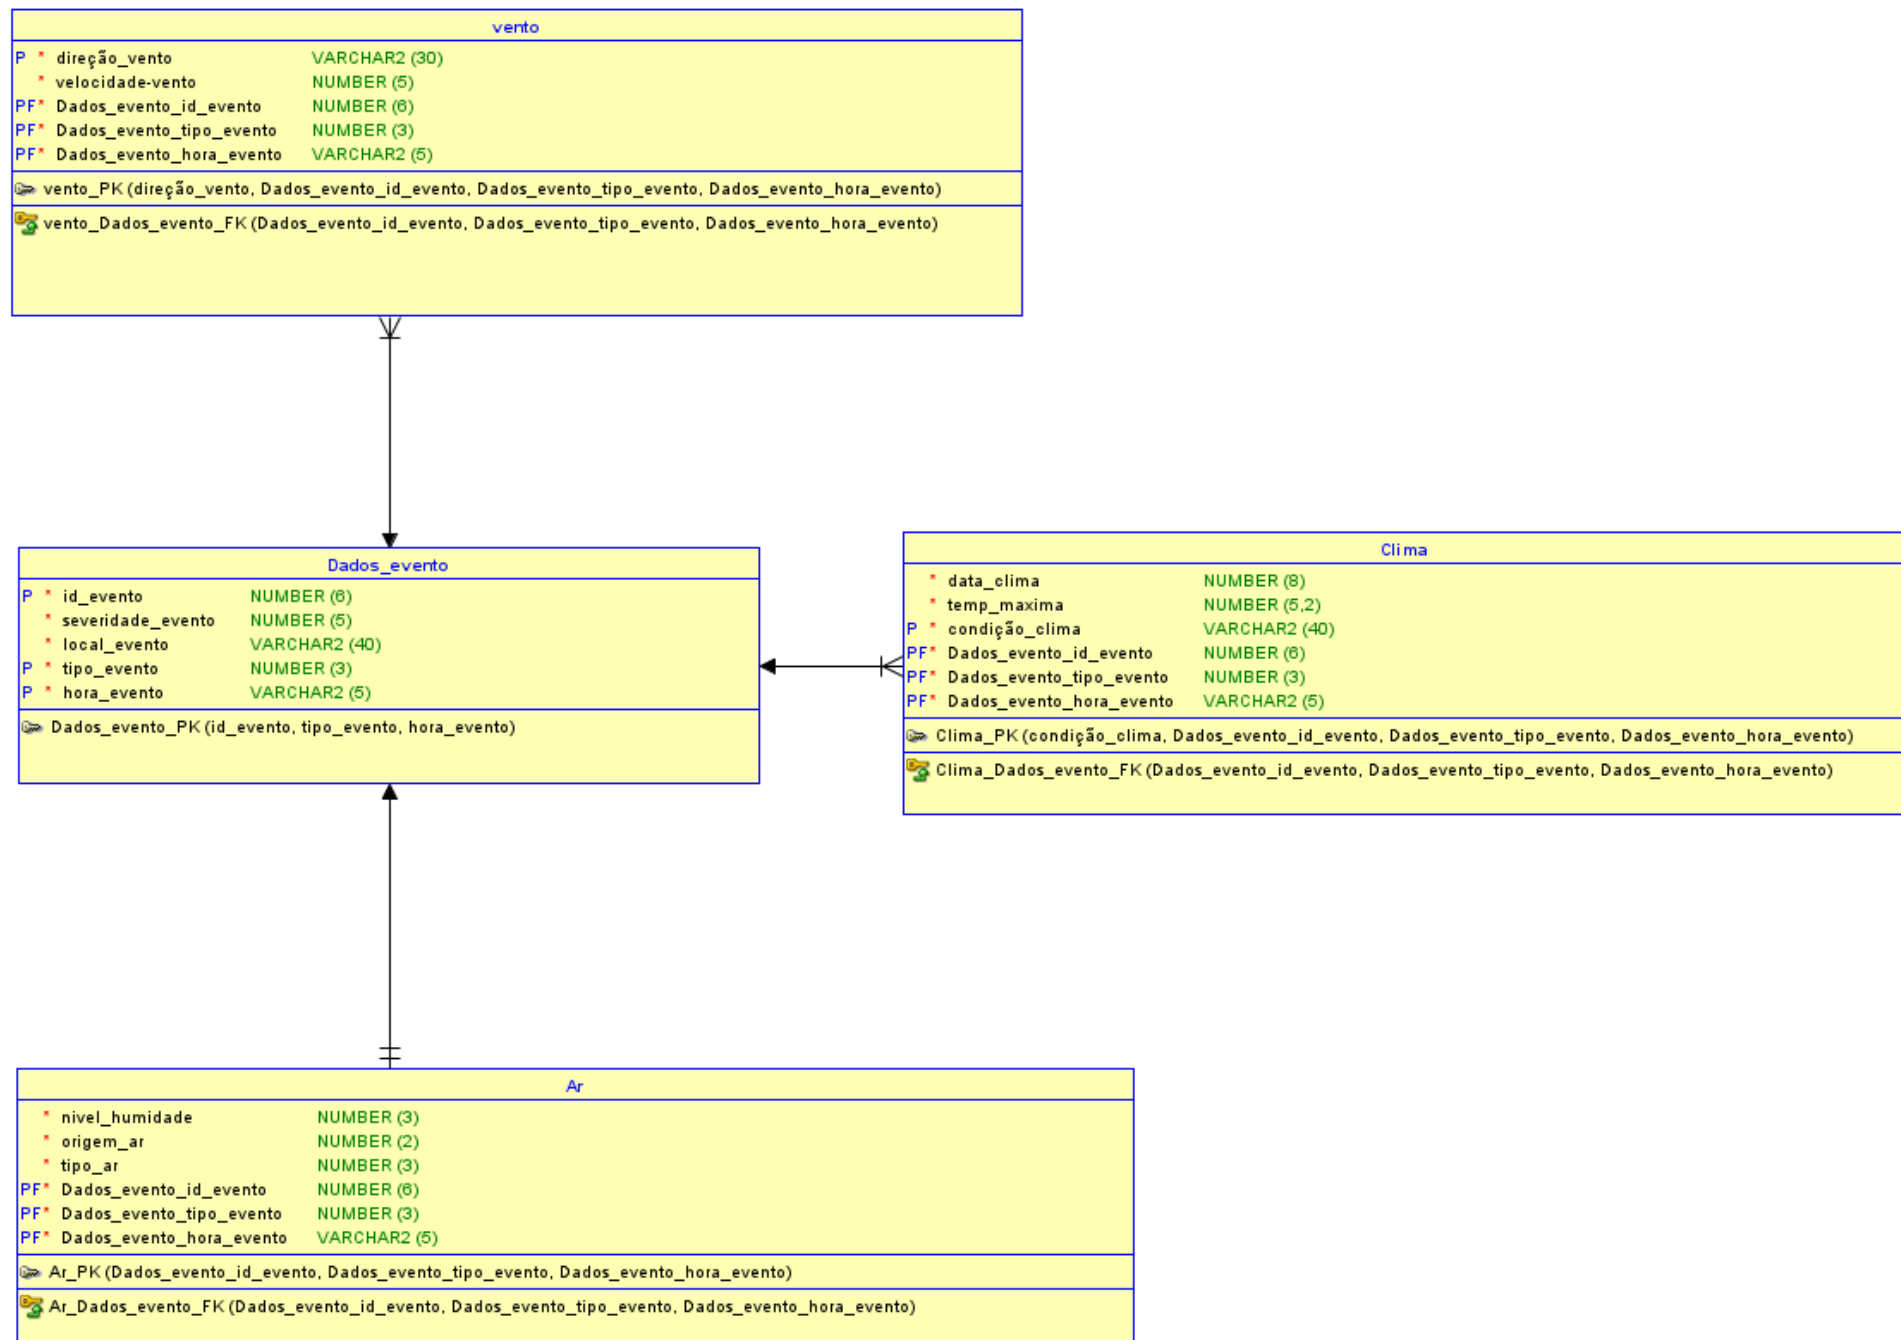 vento
P * direção_vento VARCHAR2 (30)
* velocidade-vento NUMBER (5)
PF* Dados_evento_id_evento NUMBER (6)
PF* Dados_evento_tipo_evento NUMBER (3)
PF* Dados_evento_hora_evento VARCHAR2 (5)
vento_PK (direção_vento, Dados_evento_id_evento, Dados_evento_tipo_evento, Dados_evento_hora_evento)
vento_Dados_evento_FK (Dados_evento_id_evento, Dados_evento_tipo_evento, Dados_evento_hora_evento)
Dados_evento
P * id_evento NUMBER (6)
* severidade_evento NUMBER (5)
* local_evento VARCHAR2 (40)
P * tipo_evento NUMBER (3)
P * hora_evento VARCHAR2 (5)
Dados_evento_PK (id_evento, tipo_evento, hora_evento)
Clima
* data_clima NUMBER (8)
* temp_maxima NUMBER (5,2)
P * condição_clima VARCHAR2 (40)
PF* Dados_evento_id_evento NUMBER (6)
PF* Dados_evento_tipo_evento NUMBER (3)
PF* Dados_evento_hora_evento VARCHAR2 (5)
Clima_PK (condição_clima, Dados_evento_id_evento, Dados_evento_tipo_evento, Dados_evento_hora_evento)
Clima_Dados_evento_FK (Dados_evento_id_evento, Dados_evento_tipo_evento, Dados_evento_hora_evento)
Ar
* nivel_humidade NUMBER (3)
* origem_ar NUMBER (2)
* tipo_ar NUMBER (3)
PF* Dados_evento_id_evento NUMBER (6)
PF* Dados_evento_tipo_evento NUMBER (3)
PF* Dados_evento_hora_evento VARCHAR2 (5)
Ar_PK (Dados_evento_id_evento, Dados_evento_tipo_evento, Dados_evento_hora_evento)
Ar_Dados_evento_FK (Dados_evento_id_evento, Dados_evento_tipo_evento, Dados_evento_hora_evento)